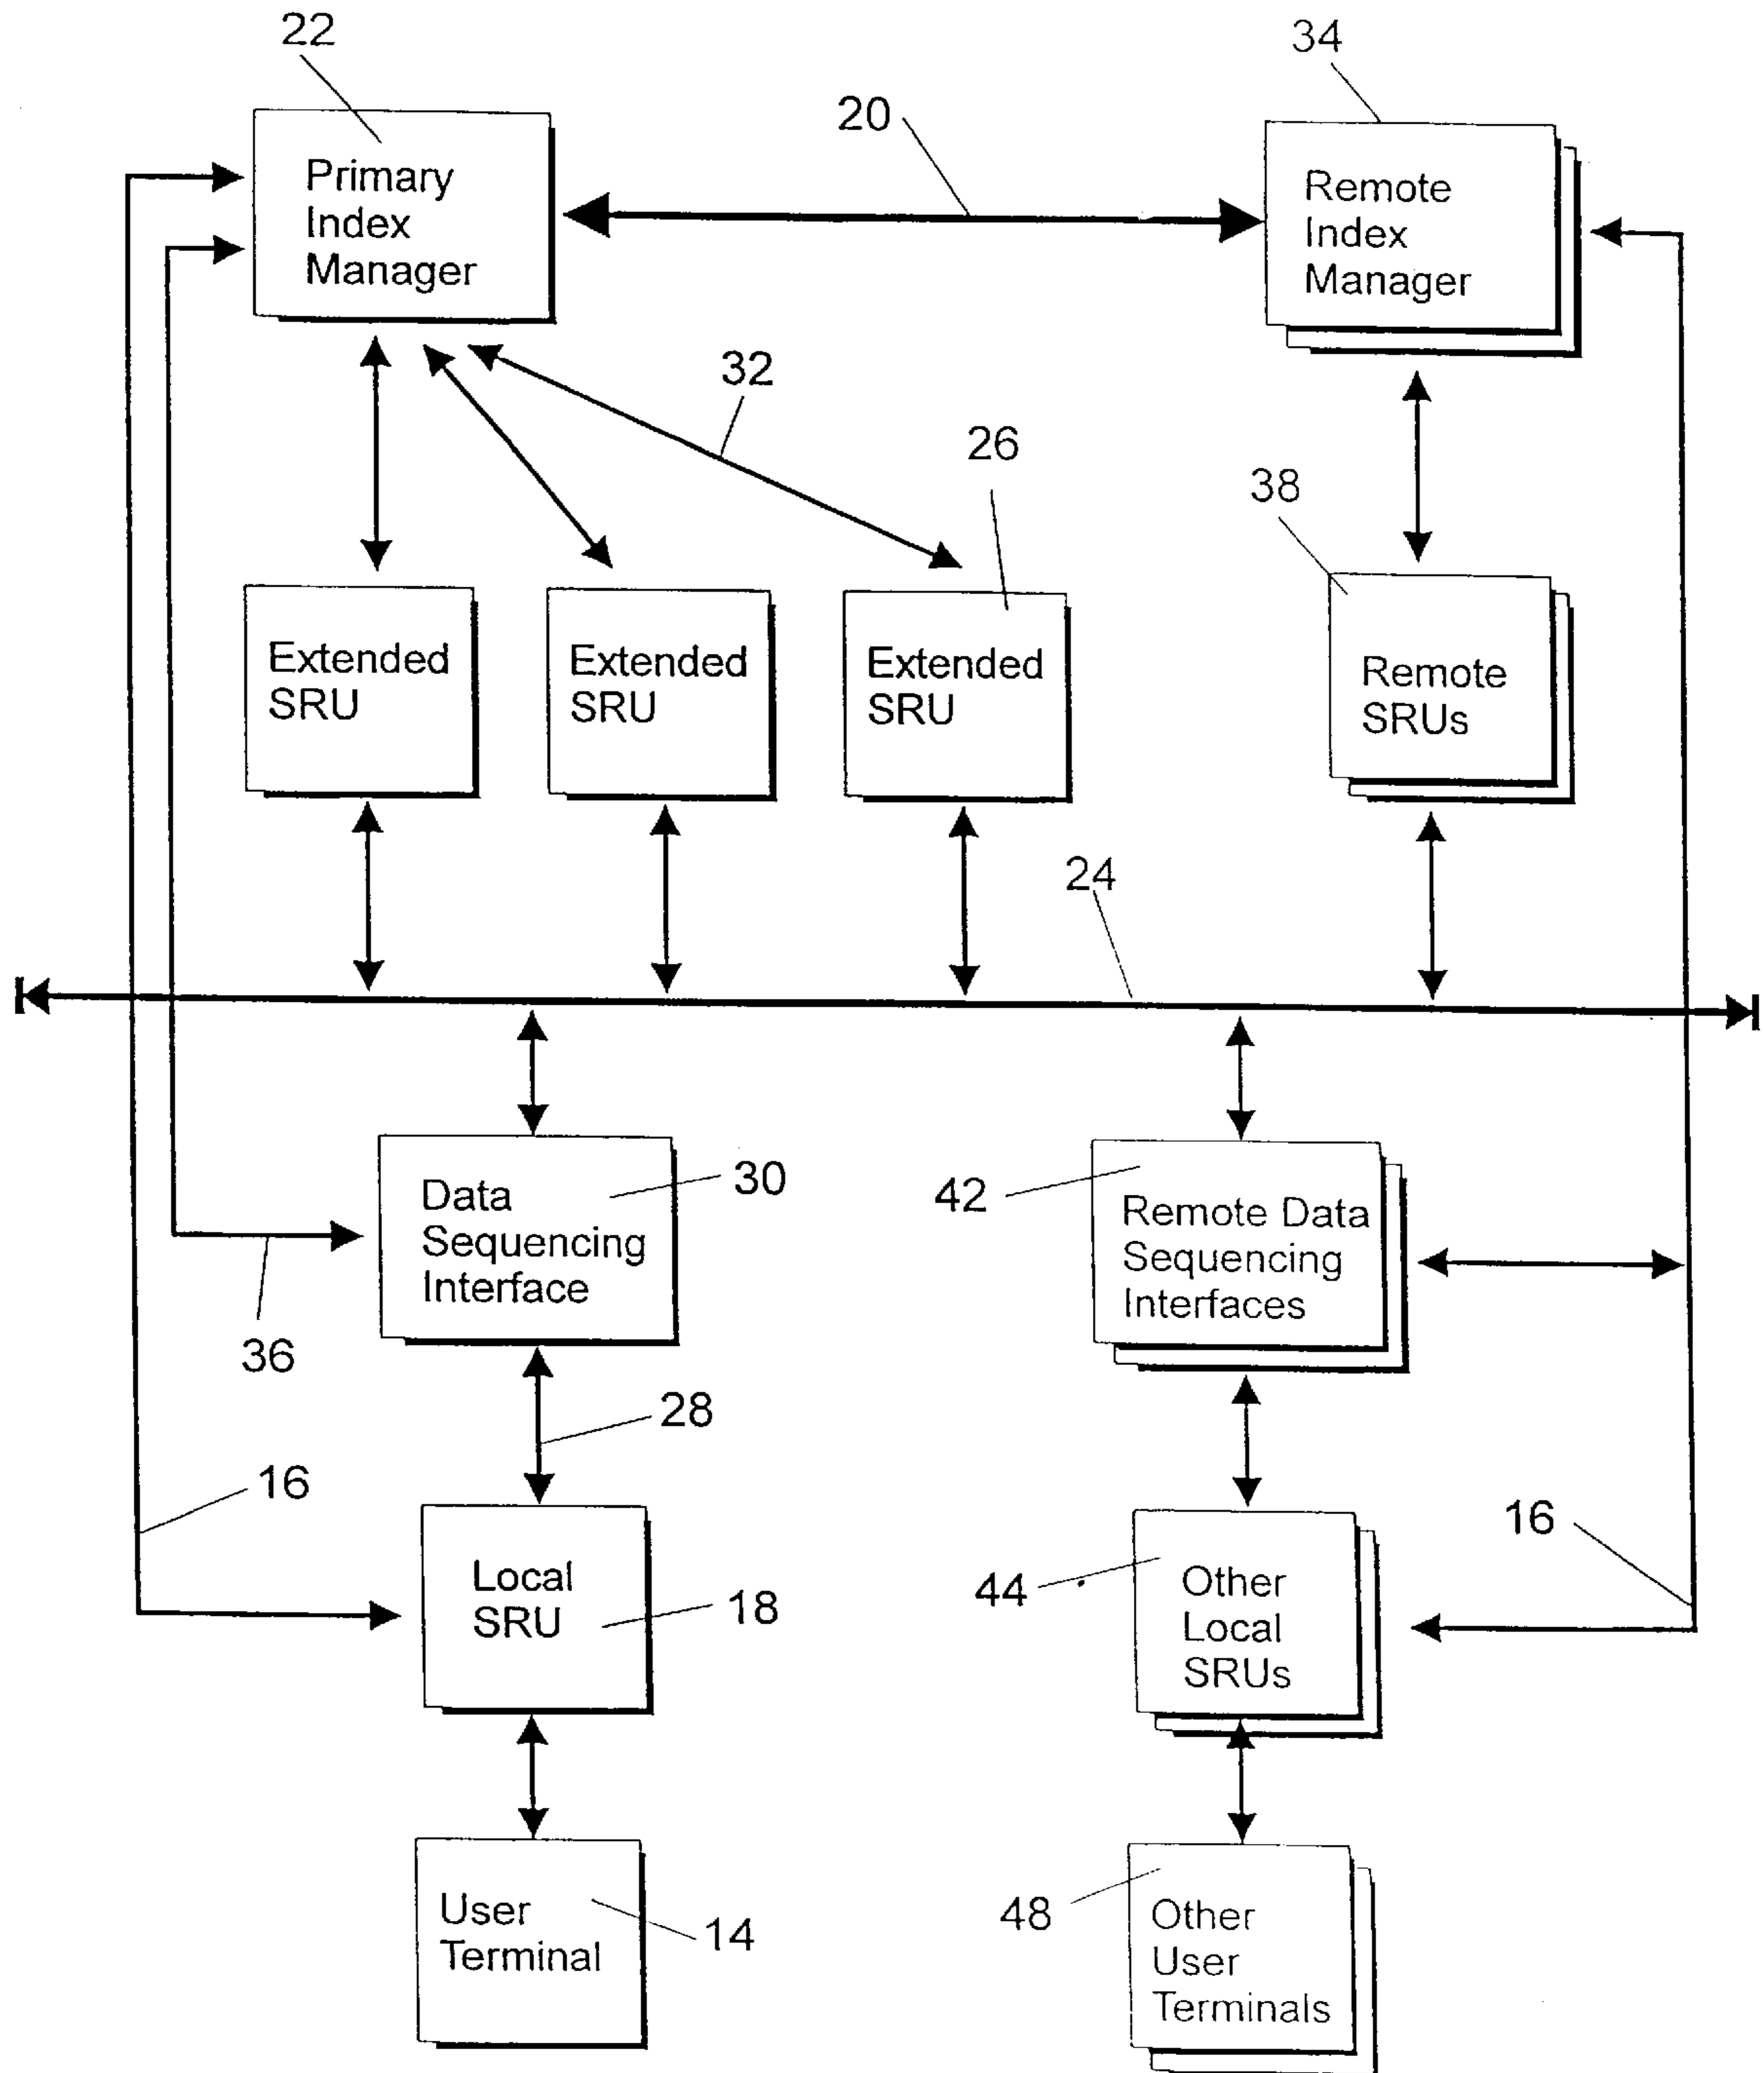 22
34
20
Primary
Index
Manager
Remote
Index
Manager
32
26
38
Extended
SRU
Extended
SRU
Extended
SRU
Remote
SRUs
24
Data
Sequencing
Interface
30
42
Remote Data
Sequencing
Interfaces
36
28
16
16
Local
SRU
18
44
Other
Local
SRUs
User
Terminal
14
48
Other
User
Terminals